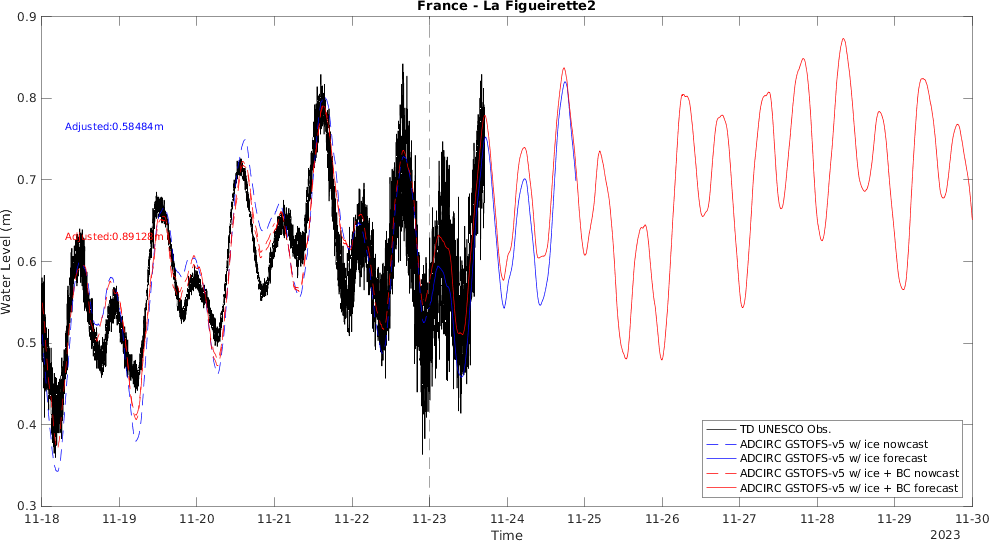 France - La Figueirette2
0.9
0.8
0.7
0.6
0.5
0.4
0.3
Water Level (m)
Adjusted:0.58484m
Adjusted:0.89128m
TD UNESCO Obs.
ADCIRC GSTOFS-v5 w/ ice nowcast
ADCIRC GSTOFS-v5 w/ ice forecast
ADCIRC GSTOFS-v5 w/ ice + BC nowcast
ADCIRC GSTOFS-v5 w/ ice + BC forecast
11-18 11-19 11-20 11-21 11-22 11-23 11-24 11-25 11-26 11-27 11-28 11-29 11-30
Time
2023